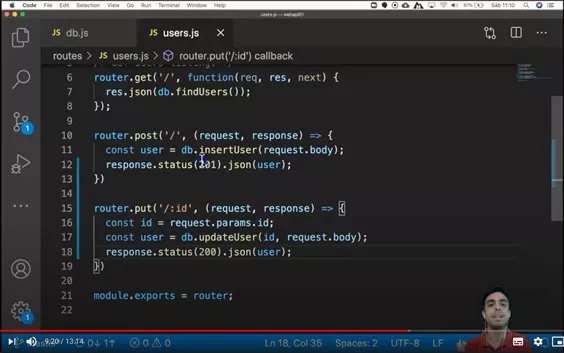 Code File Edit Selection View Go Run Terminal Window Help
Sáb 11:10
users.js — webapi01
db.js
users.js
routes > users.js > router.put('/:id') callback
6 router.get('/', function(req, res, next) {
7 res.json(db.findUsers());
8 });
9
10 router.post('/', (request, response) => {
11 const user = db.insertUser(request.body);
12 response.status(201).json(user);
13 })
14
15 router.put('/:id', (request, response) => {
16 const id = request.params.id;
17 const user = db.updateUser(id, request.body);
18 response.status(200).json(user);
19 })
20
21 module.exports = router;
22
1
1
9:20 / 13:14
0↓ 1↑
0
0
Ln 18, Col 35
Spaces: 2
UTF-8
LF